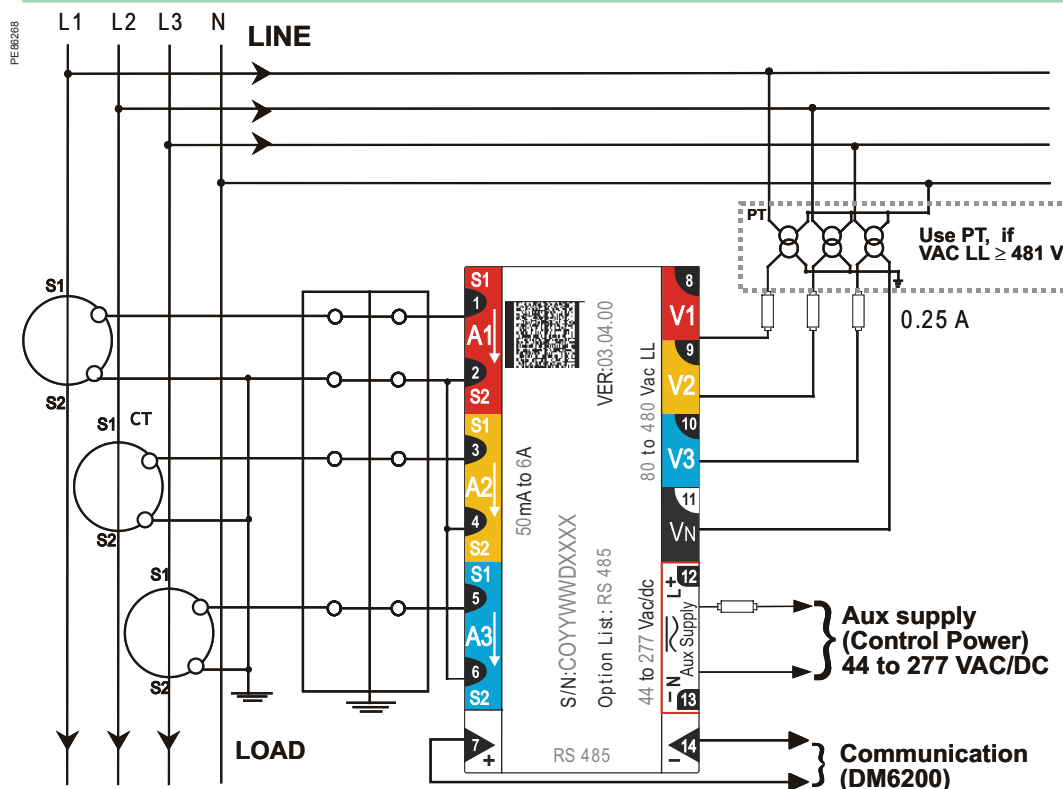 PE86268
L1 L2 L3 N
LINE
PT
Use PT, if
VAC LL ≥ 481 V
0.25 A
S1
S2
S1
CT
S2
S1
S2
LOAD
S1
1
A1
2
S2
S1
3
A2
4
S2
S1
5
A3
6
S2
7
+
VER:03.04.00
50mA to 6A
S/N:COYYWWDXXXX
Option List: RS 485
80 to 480 Vac LL
44 to 277 Vac/dc
RS 485
8
V1
9
V2
10
V3
11
VN
12
L+
Aux Supply
− N
13
14
−
Aux supply
(Control Power)
44 to 277 VAC/DC
Communication
(DM6200)